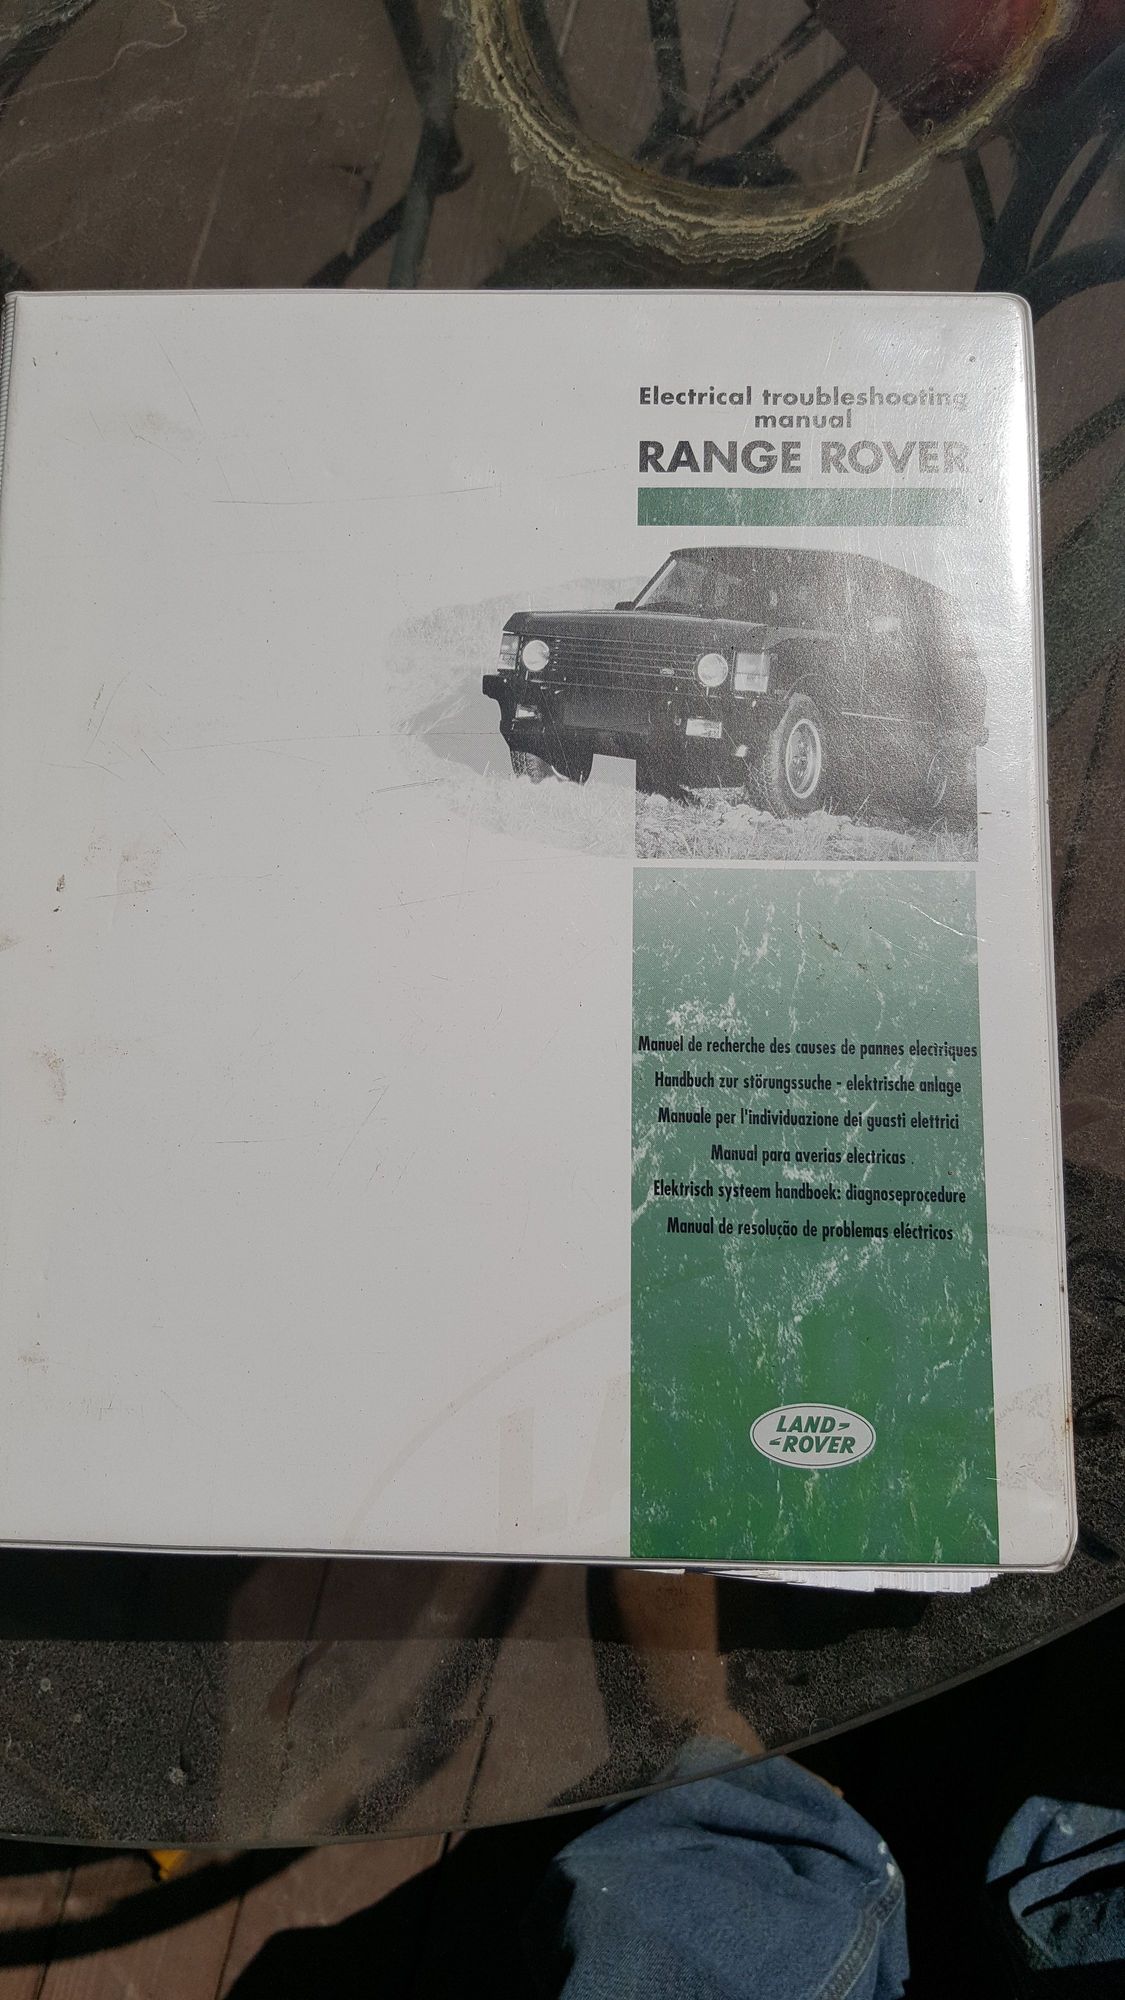 Electrical troubleshooting
manual
RANGE ROVER
Manuel de recherche des causes de pannes electriques
Handbuch zur störungssuche - elektrische anlage
Manuale per l'individuazione dei guasti elettrici
Manual para averias electricas .
Elektrisch systeem handboek: diagnoseprocedure
Manual de resolução de problemas eléctricos
LAND
ROVER